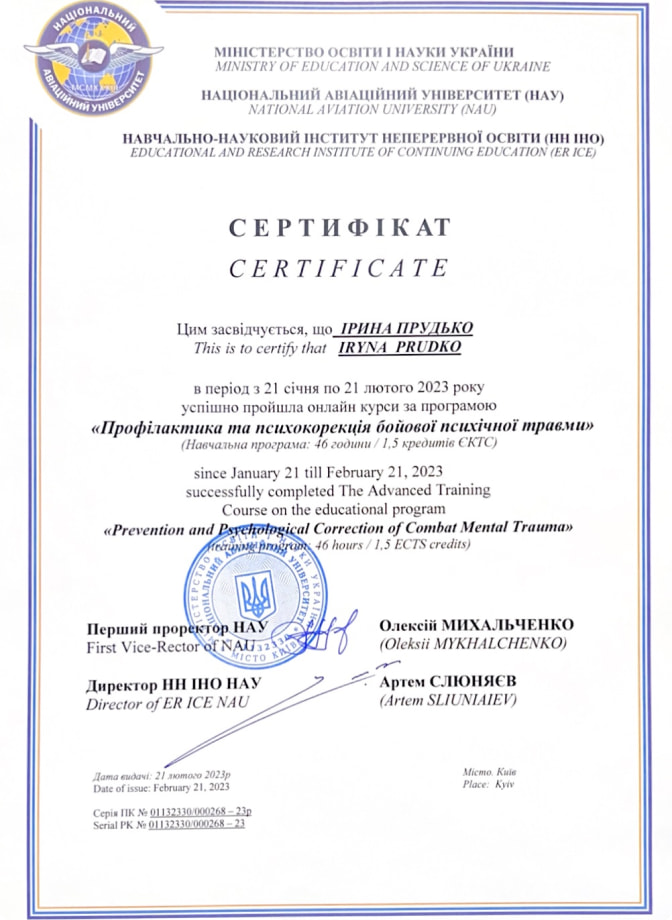 НАЦІОНАЛЬНИЙ
АВІАЦІЙНИЙ УНІВЕРСИТЕТ
МІНІСТЕРСТВО ОСВІТИ І НАУКИ УКРАЇНИ
MINISTRY OF EDUCATION AND SCIENCE OF UKRAINE
НАЦІОНАЛЬНИЙ АВІАЦІЙНИЙ УНІВЕРСИТЕТ (НАУ)
NATIONAL AVIATION UNIVERSITY (NAU)
НАВЧАЛЬНО-НАУКОВИЙ ІНСТИТУТ НЕПЕРЕРВНОЇ ОСВІТИ (НН ІНО)
EDUCATIONAL AND RESEARCH INSTITUTE OF CONTINUING EDUCATION (ER ICE)
СЕРТИФІКАТ
CERTIFICATE
Цим засвідчується, що ІРИНА ПРУДЬКО
This is to certify that IRYNA PRUDKO
в період з 21 січня по 21 лютого 2023 року
успішно пройшла онлайн курси за програмою
«Профілактика та психокорекція бойової психічної травми»
(Навчальна програма: 46 години / 1,5 кредитів ЄКТС)
since January 21 till February 21, 2023
successfully completed The Advanced Training
Course on the educational program
«Prevention and Psychological Correction of Combat Mental Trauma»
(training program: 46 hours / 1,5 ECTS credits)
Перший проректор НАУ
First Vice-Rector of NAU
Олексій МИХАЛЬЧЕНКО
(Oleksii MYKHALCHENKO)
Директор НН ІНО НАУ
Director of ER ICE NAU
Артем СЛЮНЯЄВ
(Artem SLIUNIAIEV)
Дата видачі: 21 лютого 2023р
Date of issue: February 21, 2023
Місто. Київ
Place: Kyiv
Серія ПК № 01132330/000268 – 23р
Serial PK № 01132330/000268 – 23